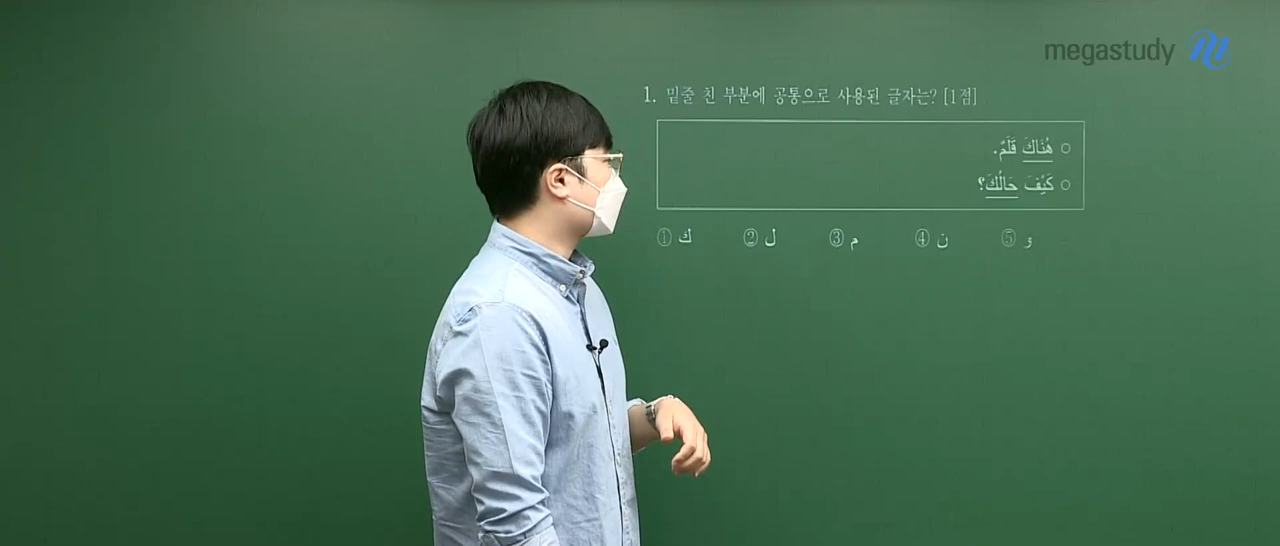 megastudy
1. 밑줄 친 부분에 공통으로 사용된 글자는? [1점]
○ هُنَاكَ قَلَمٌ.
○ كَيْفَ حَالُكَ؟
① ك ② ل ③ م ④ ن ⑤ و